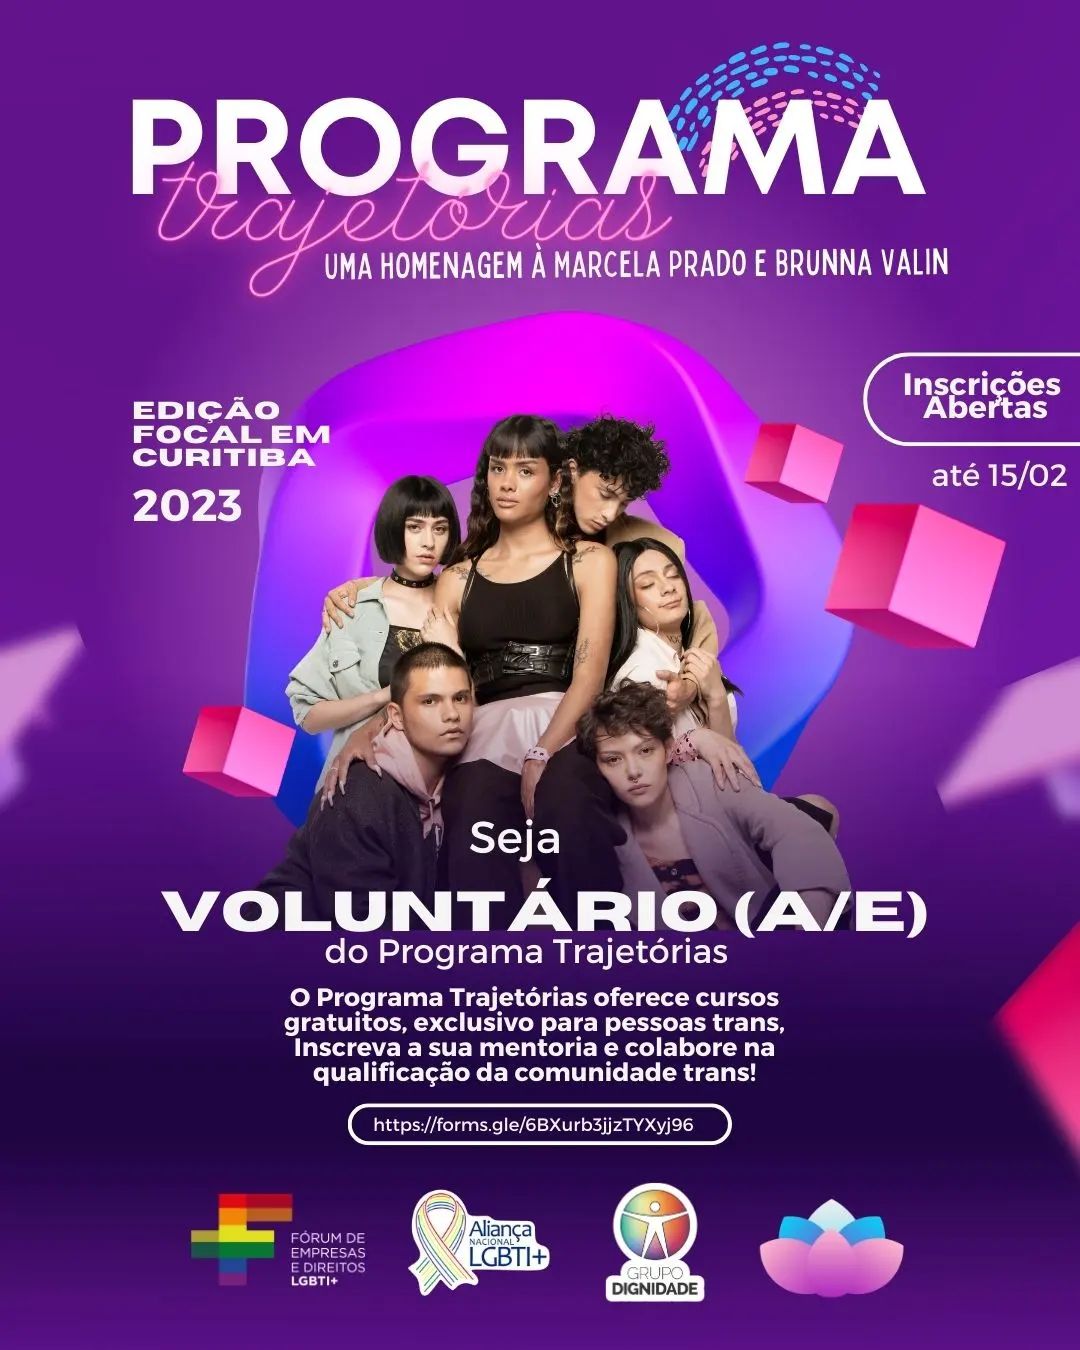 PROGRAMA
trajetórias
UMA HOMENAGEM À MARCELA PRADO E BRUNNA VALIN
EDIÇÃO
FOCAL EM
CURITIBA
2023
Inscrições
Abertas
até 15/02
Seja
VOLUNTÁRIO (A/E)
do Programa Trajetórias
O Programa Trajetórias oferece cursos
gratuitos, exclusivo para pessoas trans,
Inscreva a sua mentoria e colabore na
qualificação da comunidade trans!
https://forms.gle/6BXurb3jjzTYXyj96
FÓRUM DE
EMPRESAS
E DIREITOS
LGBTI+
Aliança
NACIONAL
LGBTI+
GRUPO
DIGNIDADE